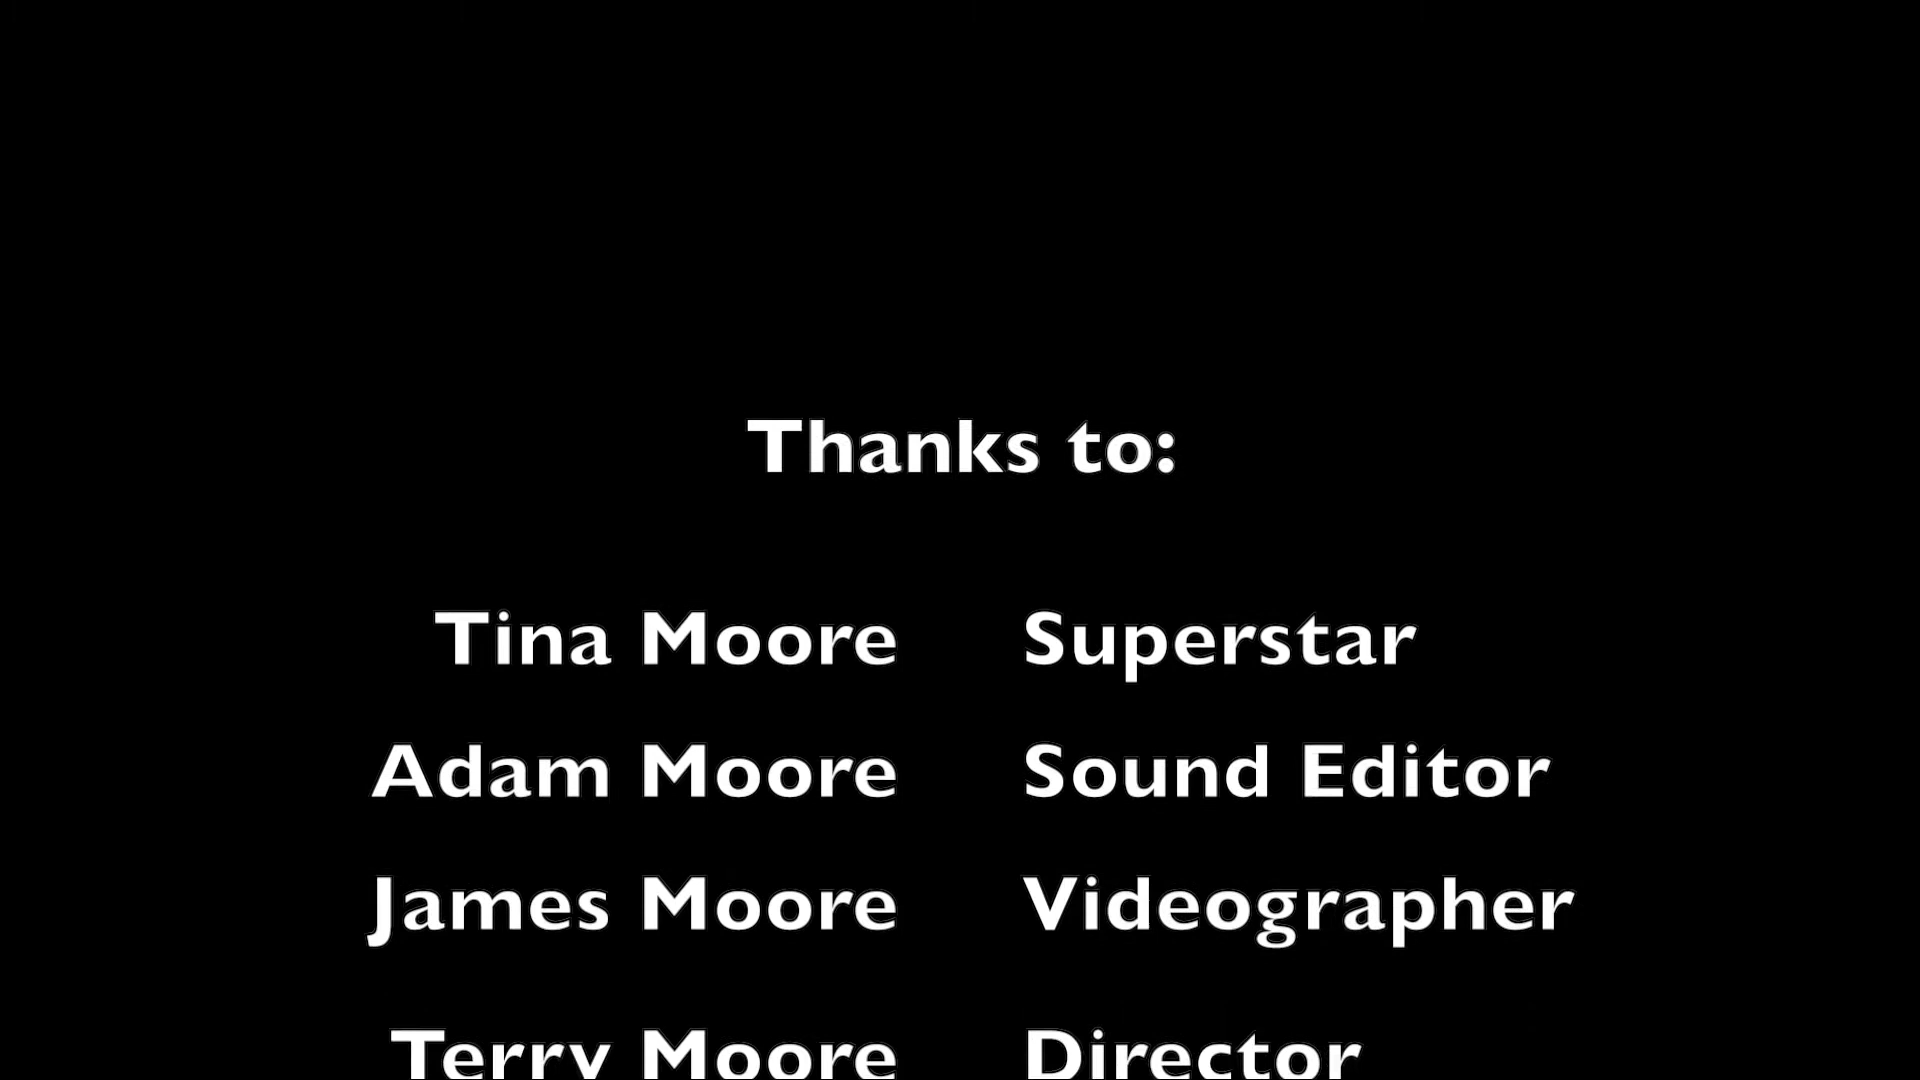 Thanks to:
Tina Moore Superstar
Adam Moore Sound Editor
James Moore Videographer
Terry Moore Director